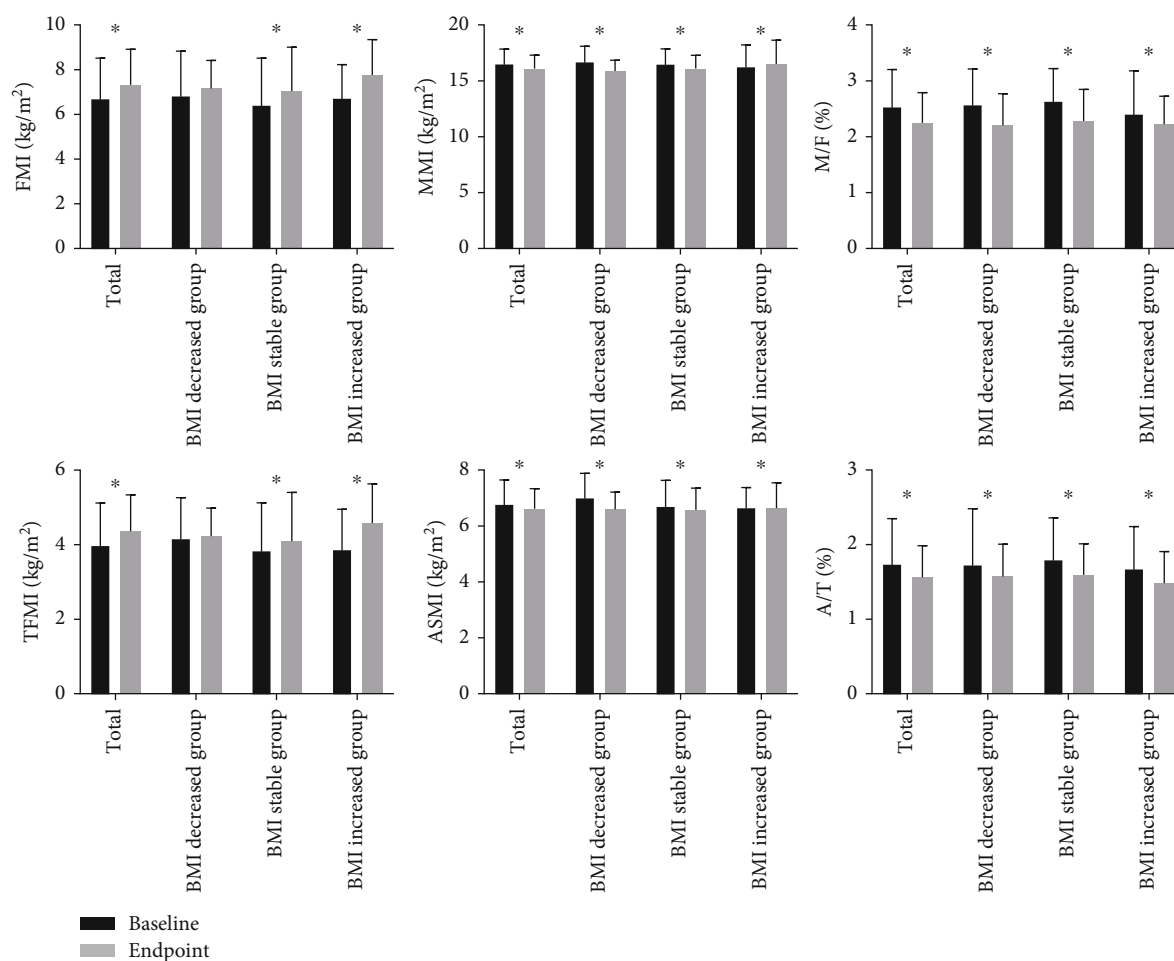 FMI (kg/m²)
10
8
6
4
2
0
*
*
*
Total
BMI decreased group
BMI stable group
BMI increased group
MMI (kg/m²)
20
15
10
5
0
*
*
*
*
Total
BMI decreased group
BMI stable group
BMI increased group
M/F (%)
4
3
2
1
0
*
*
*
*
Total
BMI decreased group
BMI stable group
BMI increased group
TFMI (kg/m²)
6
4
2
0
*
*
*
Total
BMI decreased group
BMI stable group
BMI increased group
ASMI (kg/m²)
8
6
4
2
0
*
*
*
*
Total
BMI decreased group
BMI stable group
BMI increased group
A/T (%)
3
2
1
0
*
*
*
*
Total
BMI decreased group
BMI stable group
BMI increased group
Baseline
Endpoint